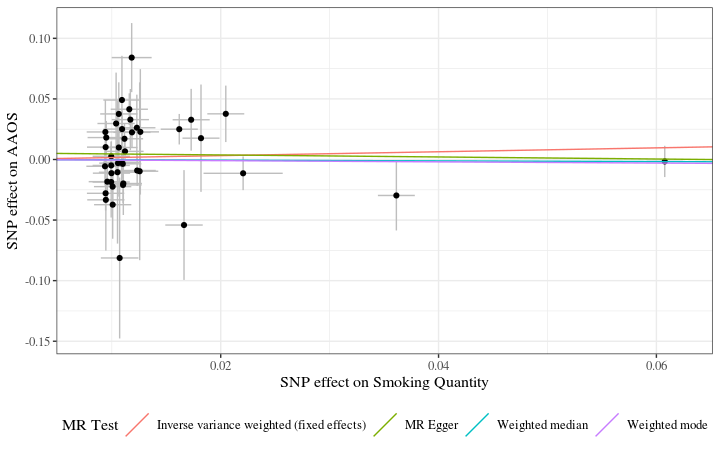 0.10
0.05
0.00
-0.05
-0.10
-0.15
SNP effect on AAOS
0.02 0.04 0.06
SNP effect on Smoking Quantity
MR Test Inverse variance weighted (fixed effects) MR Egger Weighted median Weighted mode